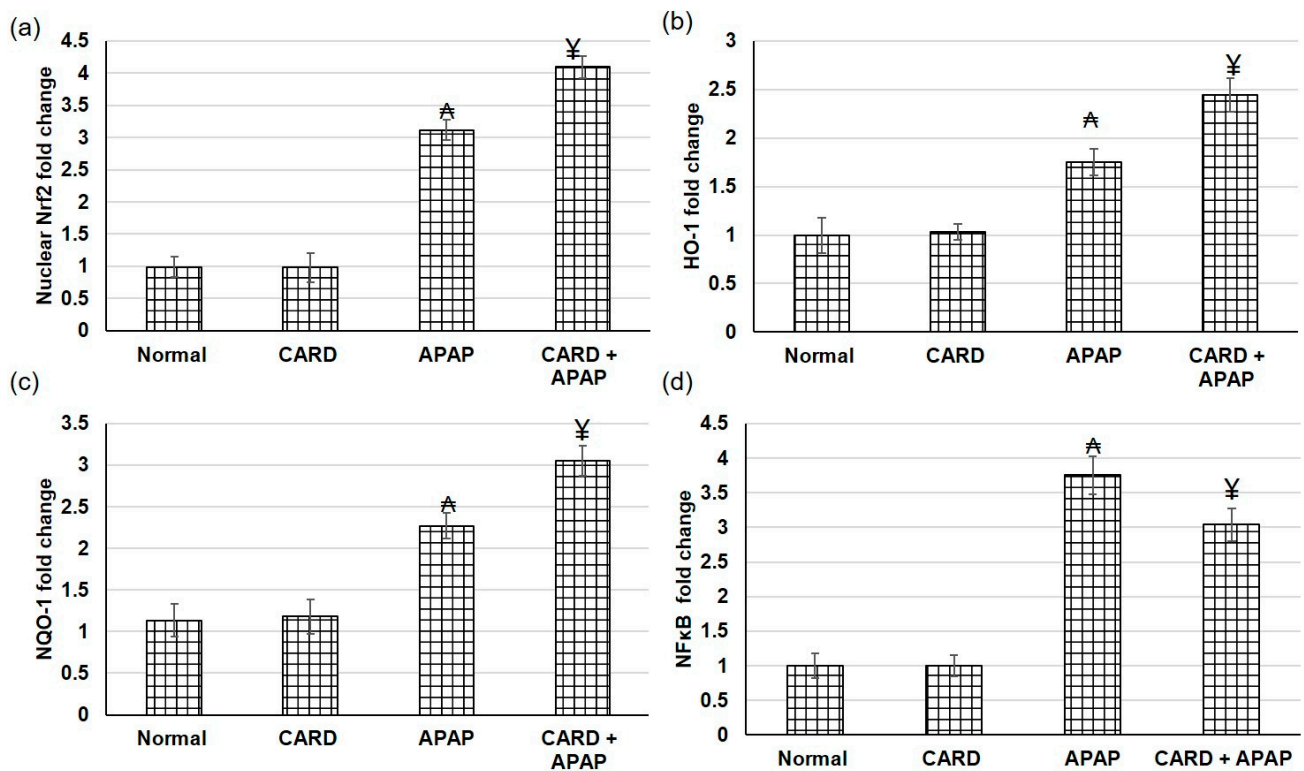 (a)
Nuclear Nrf2 fold change
4.5
4
3.5
3
2.5
2
1.5
1
0.5
0
₳
¥
Normal
CARD
APAP
CARD +
APAP
(b)
HO-1 fold change
3
2.5
2
1.5
1
0.5
0
₳
¥
Normal
CARD
APAP
CARD +
APAP
(c)
NQO-1 fold change
3.5
3
2.5
2
1.5
1
0.5
0
₳
¥
Normal
CARD
APAP
CARD +
APAP
(d)
NFκB fold change
4.5
4
3.5
3
2.5
2
1.5
1
0.5
0
₳
¥
Normal
CARD
APAP
CARD + APAP